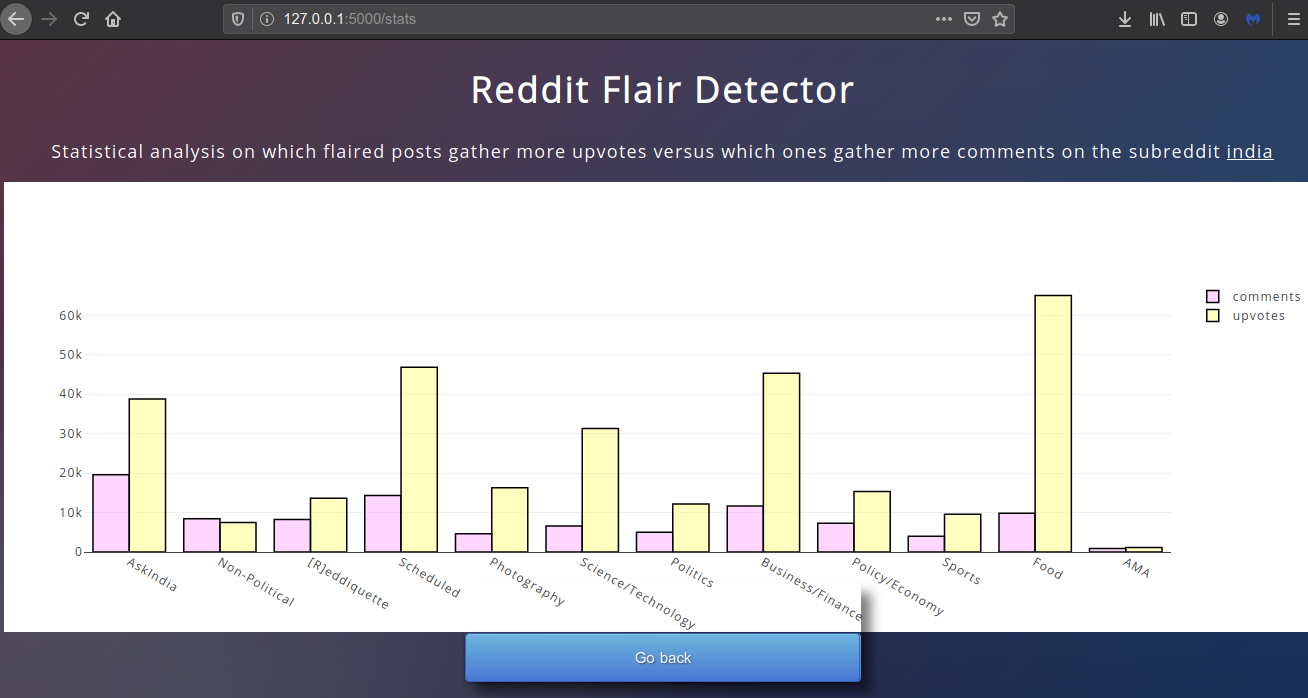 127.0.0.1:5000/stats
Reddit Flair Detector
Statistical analysis on which flaired posts gather more upvotes versus which ones gather more comments on the subreddit india
comments
upvotes
60k
50k
40k
30k
20k
10k
0
AskIndia
Non-Political
[R]eddiquette
Scheduled
Photography
Science/Technology
Politics
Business/Finance
Policy/Economy
Sports
Food
AMA
Go back